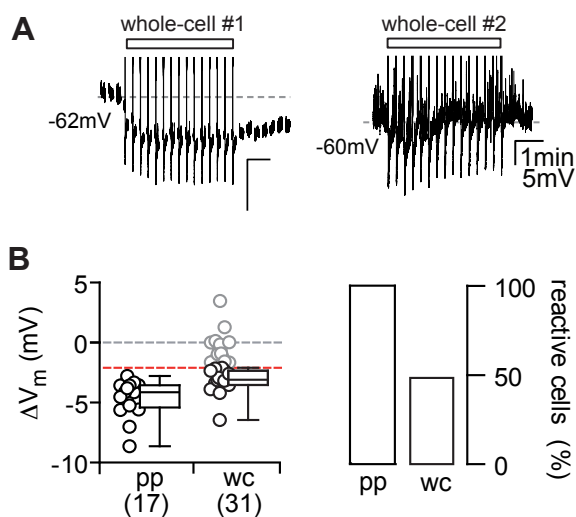 A
whole-cell #1
whole-cell #2
-62mV
-60mV
1min
5mV
B
5
0
-5
-10
ΔVm (mV)
pp
wc
(17)
(31)
100
50
0
reactive cells (%)
pp
wc